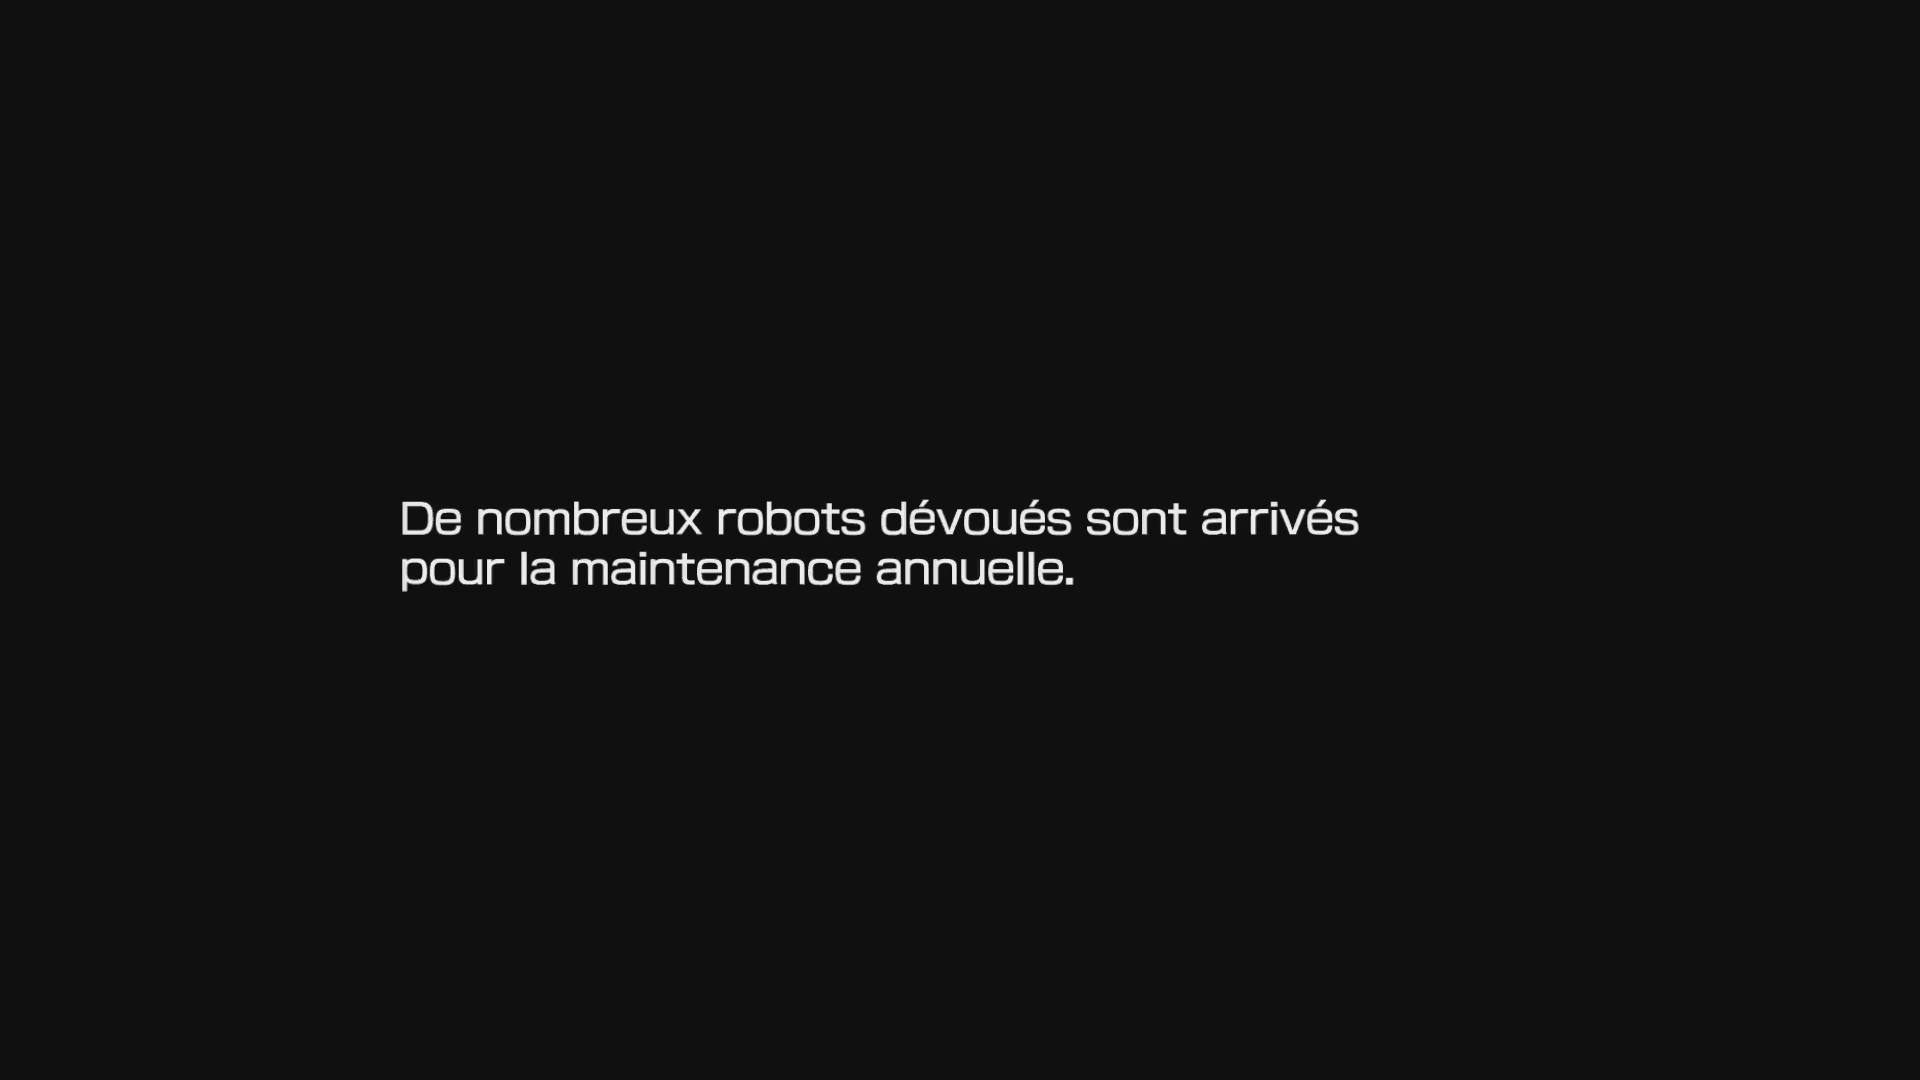 De nombreux robots dévoués sont arrivés
pour la maintenance annuelle.